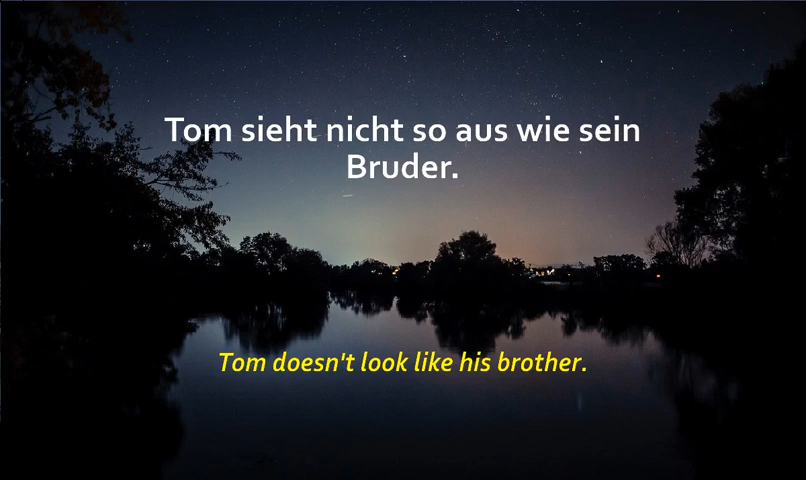 Tom sieht nicht so aus wie sein
Bruder.
Tom doesn't look like his brother.